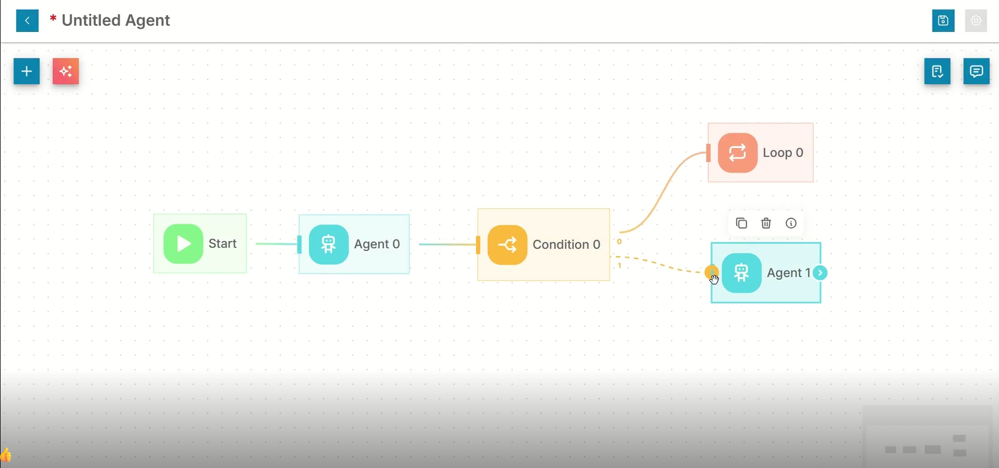 * Untitled Agent
Loop 0
Start
Agent 0
Condition 0
0
1
Agent 1